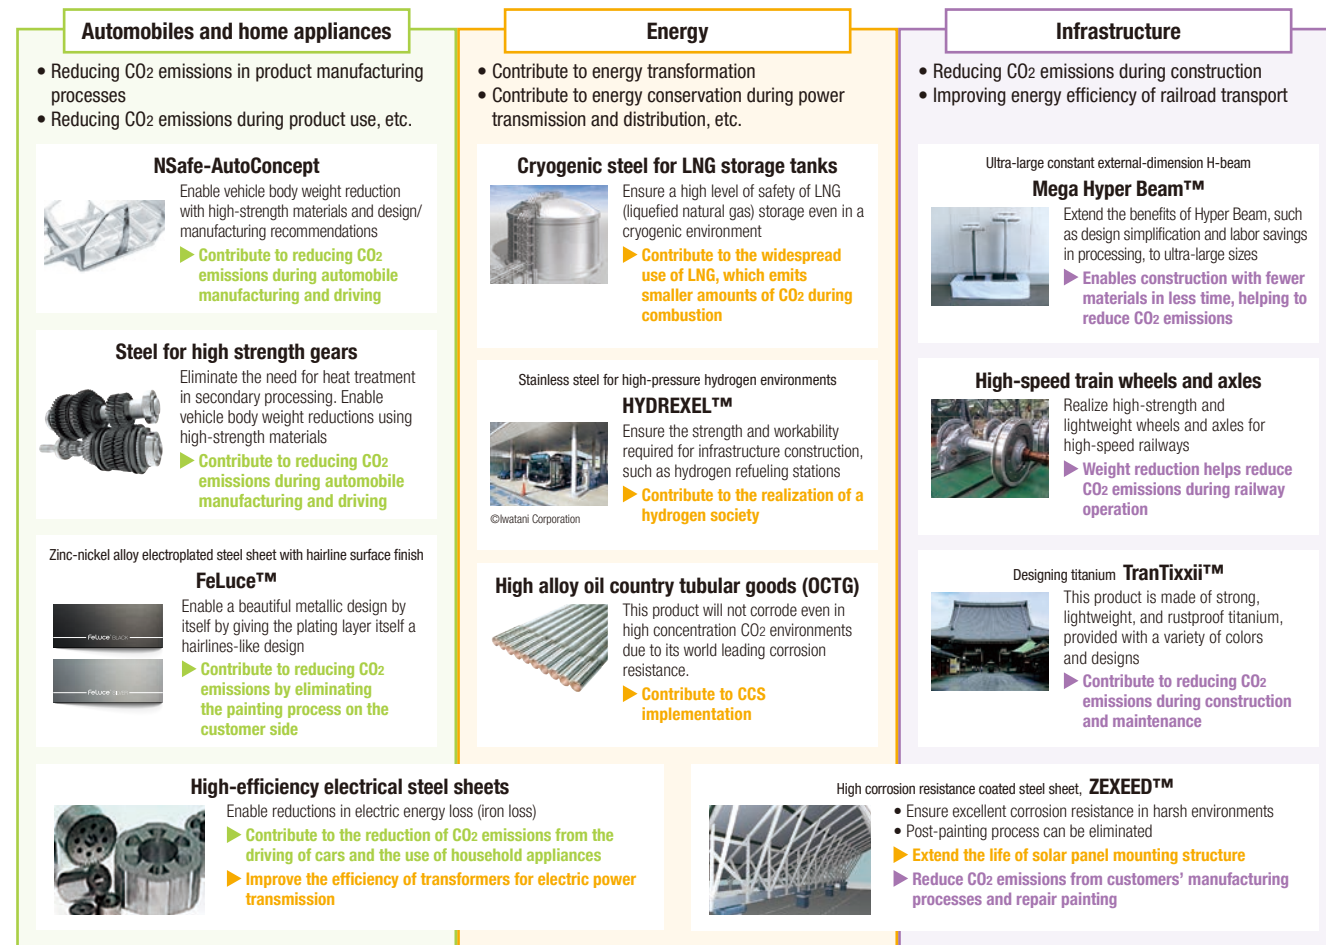 Automobiles and home appliances
• Reducing CO2 emissions in product manufacturing
processes
• Reducing CO2 emissions during product use, etc.
NSafe-AutoConcept
Enable vehicle body weight reduction
with high-strength materials and design/
manufacturing recommendations
▶ Contribute to reducing CO2
emissions during automobile
manufacturing and driving
Steel for high strength gears
Eliminate the need for heat treatment
in secondary processing. Enable
vehicle body weight reductions using
high-strength materials
▶ Contribute to reducing CO2
emissions during automobile
manufacturing and driving
Zinc-nickel alloy electroplated steel sheet with hairline surface finish
FeLuce™
Enable a beautiful metallic design by
itself by giving the plating layer itself a
hairlines-like design
FeLuce BLACK
FeLuce
▶ Contribute to reducing CO2
emissions by eliminating
the painting process on the
customer side
Energy
• Contribute to energy transformation
• Contribute to energy conservation during power
transmission and distribution, etc.
Cryogenic steel for LNG storage tanks
Ensure a high level of safety of LNG
(liquefied natural gas) storage even in a
cryogenic environment
▶ Contribute to the widespread
use of LNG, which emits
smaller amounts of CO2 during
combustion
Stainless steel for high-pressure hydrogen environments
HYDREXEL™
Ensure the strength and workability
required for infrastructure construction,
such as hydrogen refueling stations
▶ Contribute to the realization of a
hydrogen society
©Iwatani Corporation
High alloy oil country tubular goods (OCTG)
This product will not corrode even in
high concentration CO2 environments
due to its world leading corrosion
resistance.
▶ Contribute to CCS
implementation
Infrastructure
• Reducing CO2 emissions during construction
• Improving energy efficiency of railroad transport
Ultra-large constant external-dimension H-beam
Mega Hyper Beam™
Extend the benefits of Hyper Beam, such
as design simplification and labor savings
in processing, to ultra-large sizes
▶ Enables construction with fewer
materials in less time, helping to
reduce CO2 emissions
High-speed train wheels and axles
Realize high-strength and
lightweight wheels and axles for
high-speed railways
▶ Weight reduction helps reduce
CO2 emissions during railway
operation
Designing titanium TranTixxii™
This product is made of strong,
lightweight, and rustproof titanium,
provided with a variety of colors
and designs
▶ Contribute to reducing CO2
emissions during construction
and maintenance
High-efficiency electrical steel sheets
Enable reductions in electric energy loss (iron loss)
▶ Contribute to the reduction of CO2 emissions from the
driving of cars and the use of household appliances
▶ Improve the efficiency of transformers for electric power
transmission
High corrosion resistance coated steel sheet, ZEXEED™
• Ensure excellent corrosion resistance in harsh environments
• Post-painting process can be eliminated
▶ Extend the life of solar panel mounting structure
▶ Reduce CO2 emissions from customers' manufacturing
processes and repair painting